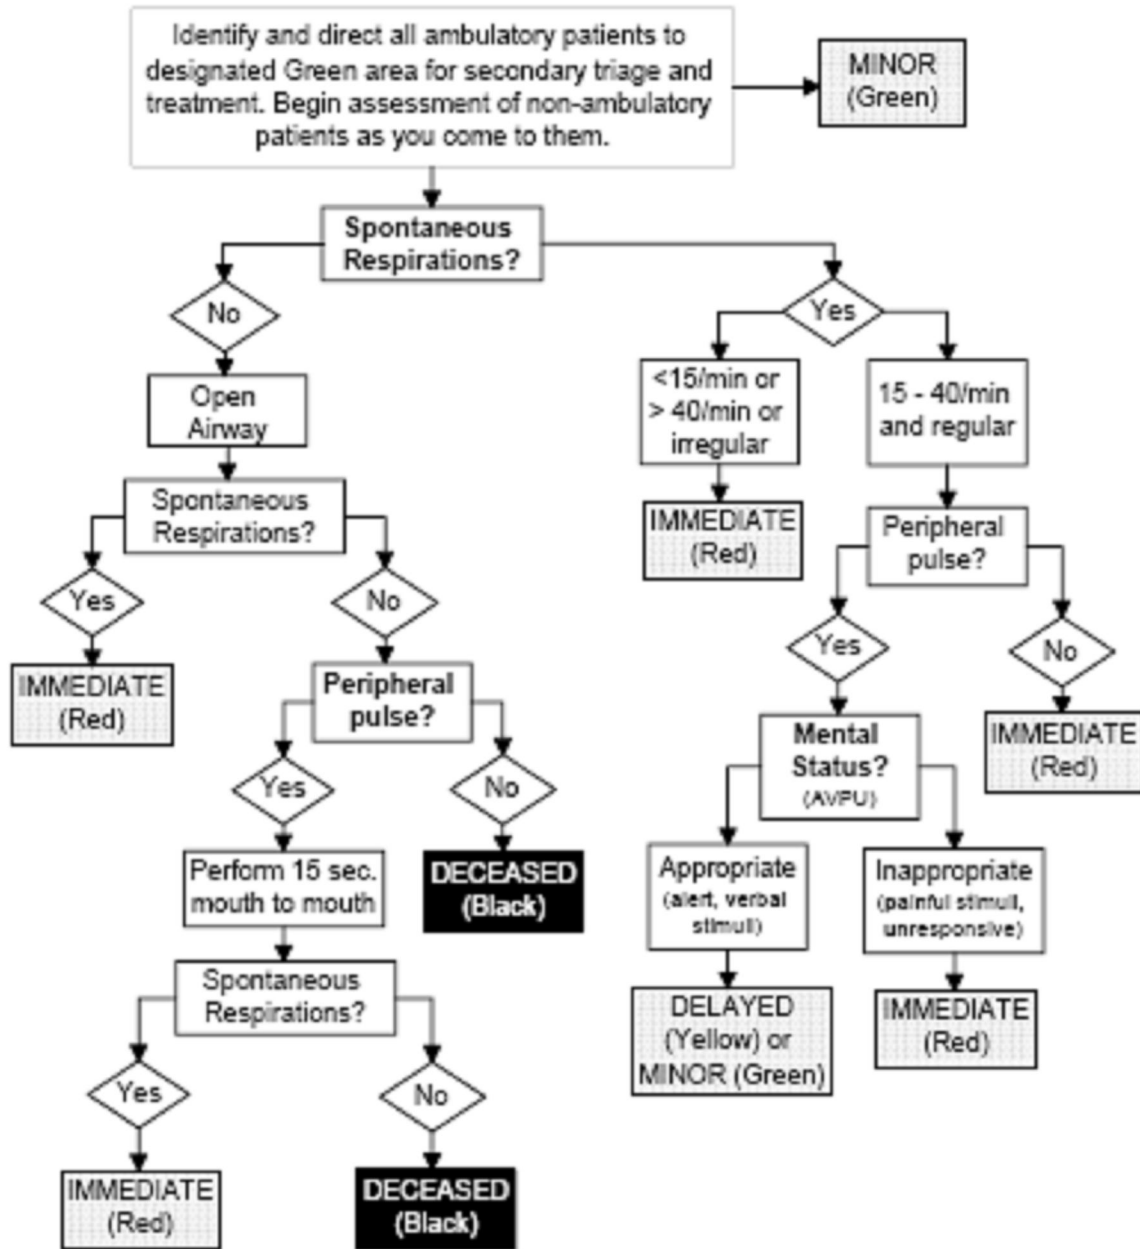 Identify and direct all ambulatory patients to
designated Green area for secondary triage and
treatment. Begin assessment of non-ambulatory
patients as you come to them.
MINOR
(Green)
Spontaneous
Respirations?
No
Yes
Open
Airway
<15/min or
> 40/min or
irregular
15 - 40/min
and regular
Spontaneous
Respirations?
IMMEDIATE
(Red)
Peripheral
pulse?
Yes
No
Yes
No
IMMEDIATE
(Red)
Peripheral
pulse?
Mental
Status?
(AVPU)
IMMEDIATE
(Red)
Yes
No
Perform 15 sec.
mouth to mouth
DECEASED
(Black)
Appropriate
(alert, verbal
stimuli)
Inappropriate
(painful stimuli,
unresponsive)
Spontaneous
Respirations?
DELAYED
(Yellow) or
MINOR (Green)
IMMEDIATE
(Red)
Yes
No
IMMEDIATE
(Red)
DECEASED
(Black)